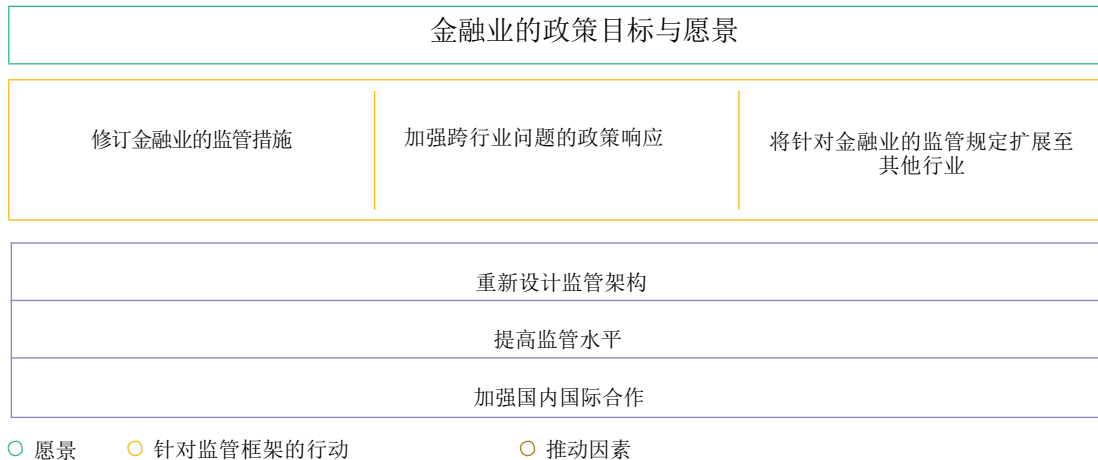 金融业的政策目标与愿景
修订金融业的监管措施
加强跨行业问题的政策响应
将针对金融业的监管规定扩展至
其他行业
重新设计监管架构
提高监管水平
加强国内国际合作
愿景
针对监管框架的行动
推动因素